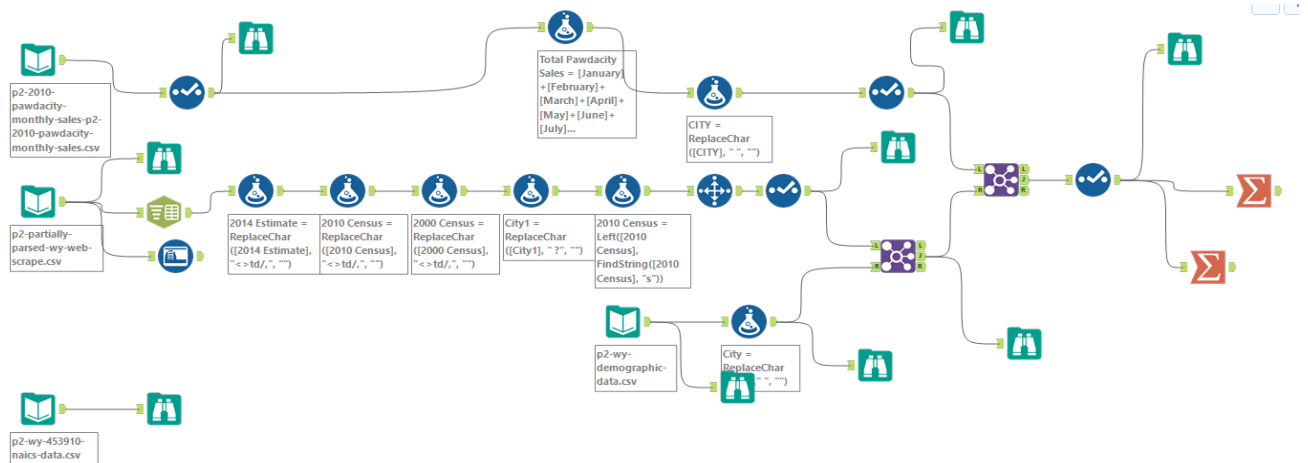 Total Pawdacity
Sales = [January]
+[February]+
[March]+[April]+
[May]+[June]+
[July]...
p2-2010-
pawdacity-
monthly-sales-p2-
2010-pawdacity-
monthly-sales.csv
CITY =
ReplaceChar
([CITY], " ", "")
p2-partially-
parsed-wy-web-
scrape.csv
2014 Estimate =
ReplaceChar
([2014 Estimate],
"<>td/,", "")
2010 Census =
ReplaceChar
([2010 Census],
"<>td/,", "")
2000 Census =
ReplaceChar
([2000 Census],
"<>td/,", "")
City1 =
ReplaceChar
([City1], " ?", "")
2010 Census =
Left([2010
Census],
FindString([2010
Census], "s"))
L
J
R
L
R
L
J
R
L
R
p2-wy-
demographic-
data.csv
City =
ReplaceChar
", "")
p2-wy-453910-
naics-data.csv